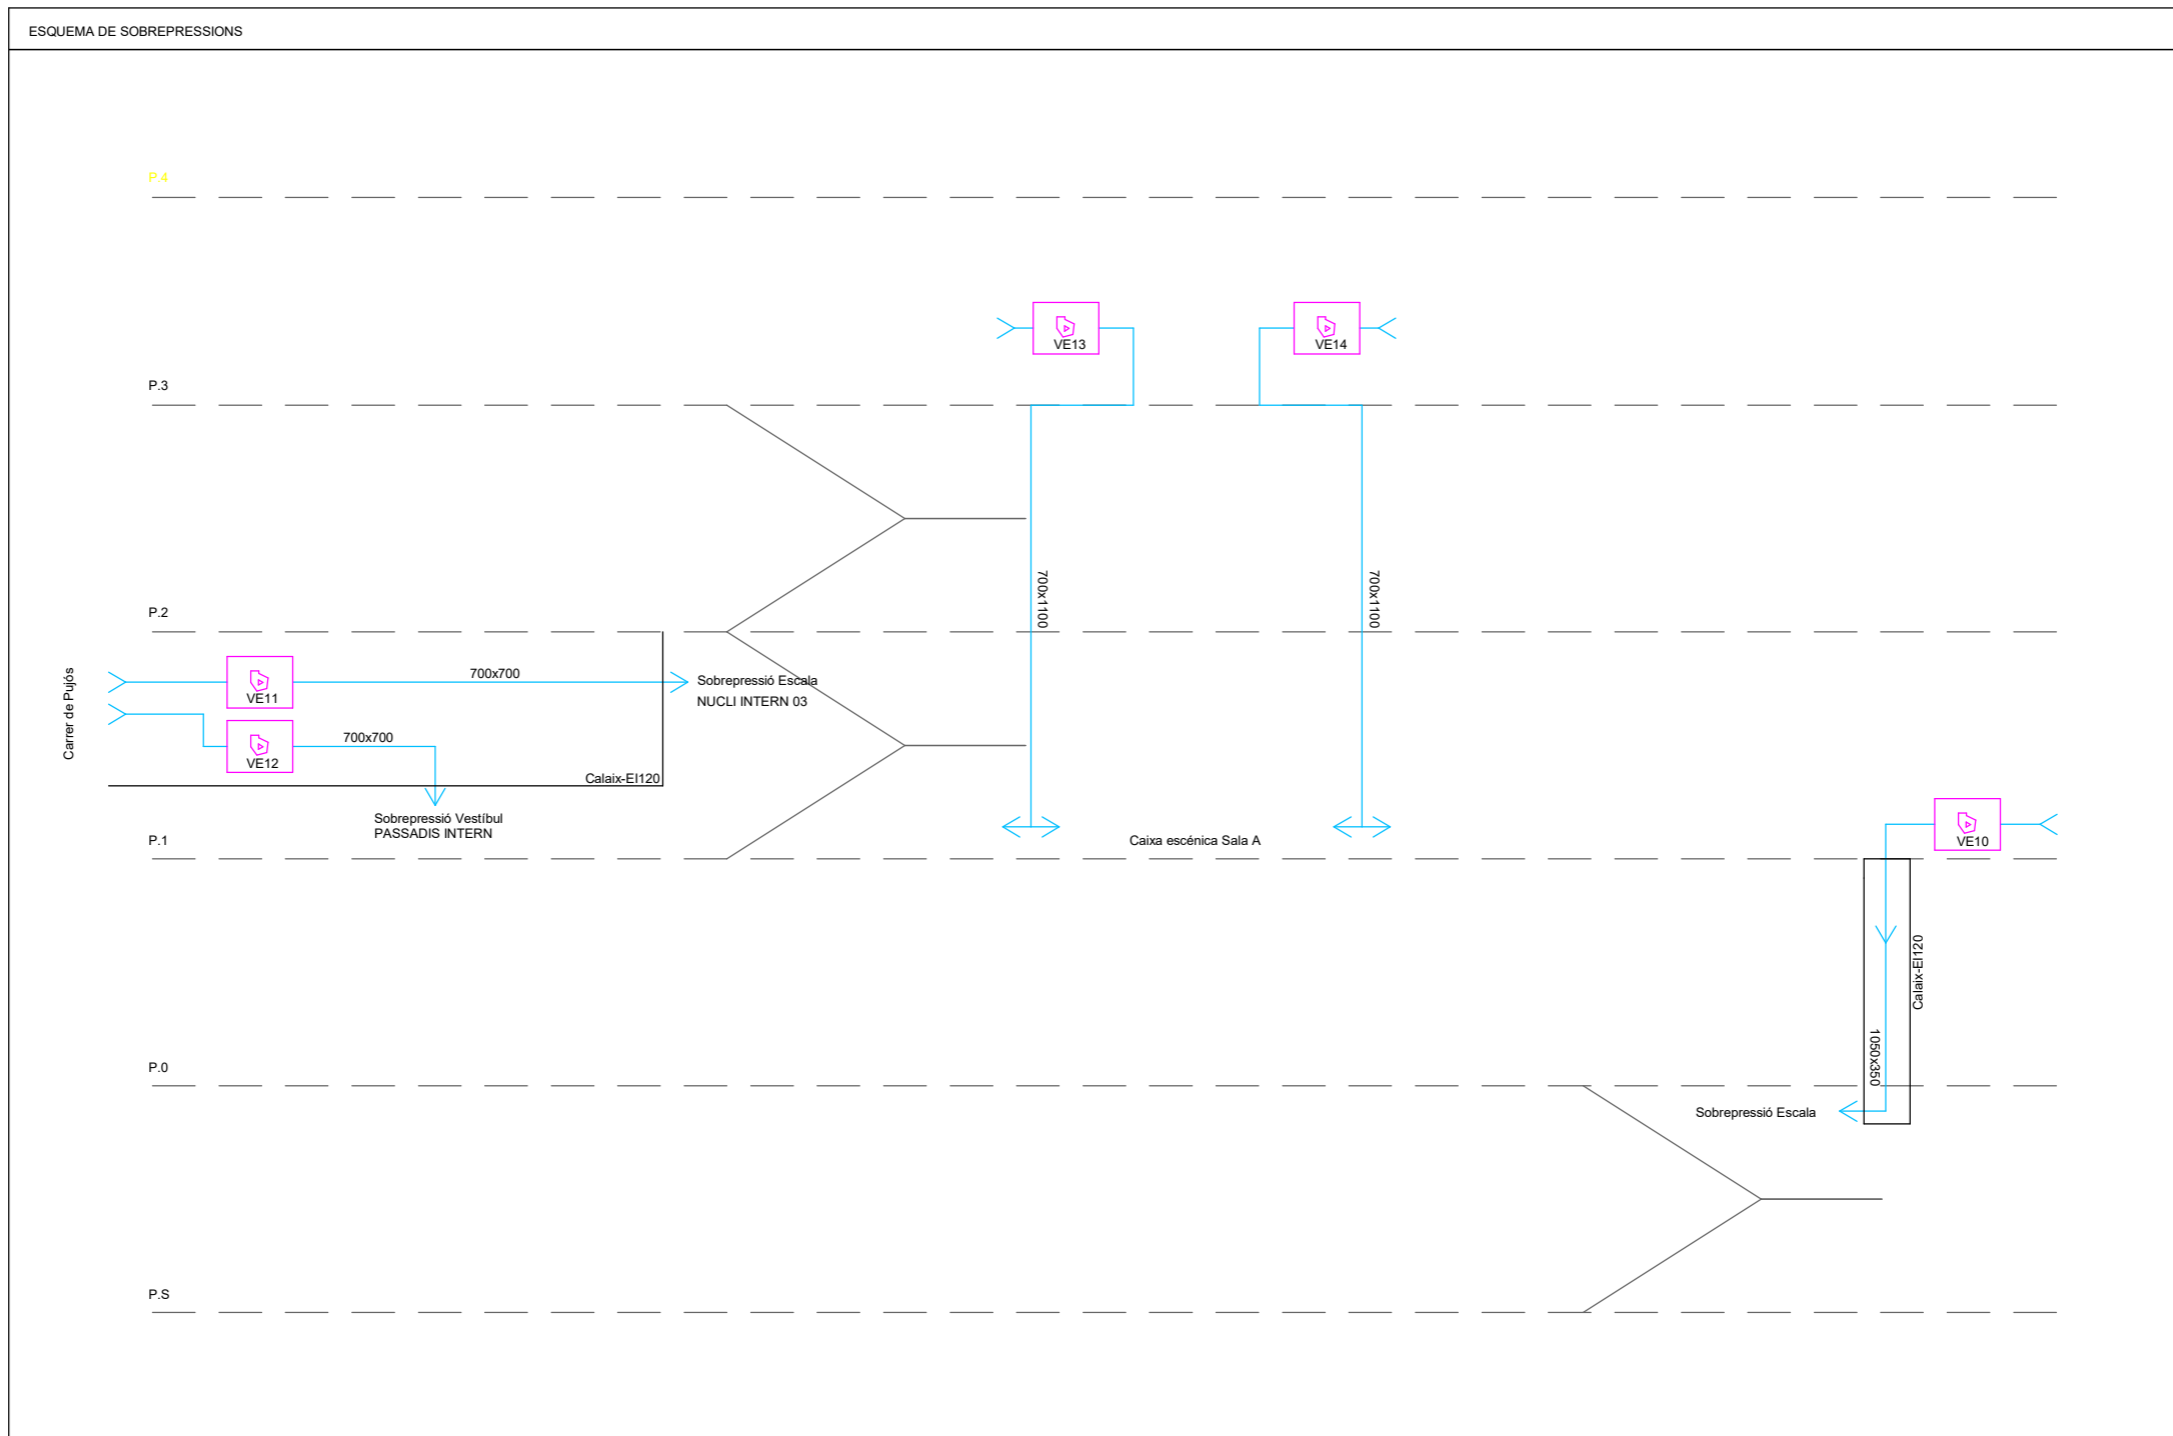 ESQUEMA DE SOBREPRESSIONS
P.4
VE13
VE14
P.3
700x1100
700x1100
P.2
Carrer de Pujós
VE11
700x700
Sobrepressió Escala
NUCLI INTERN 03
VE12
700x700
Calaix-EI120
Sobrepressió Vestíbul
PASSADIS INTERN
P.1
Caixa escénica Sala A
VE10
Calaix-EI120
1050x350
P.0
Sobrepressió Escala
P.S